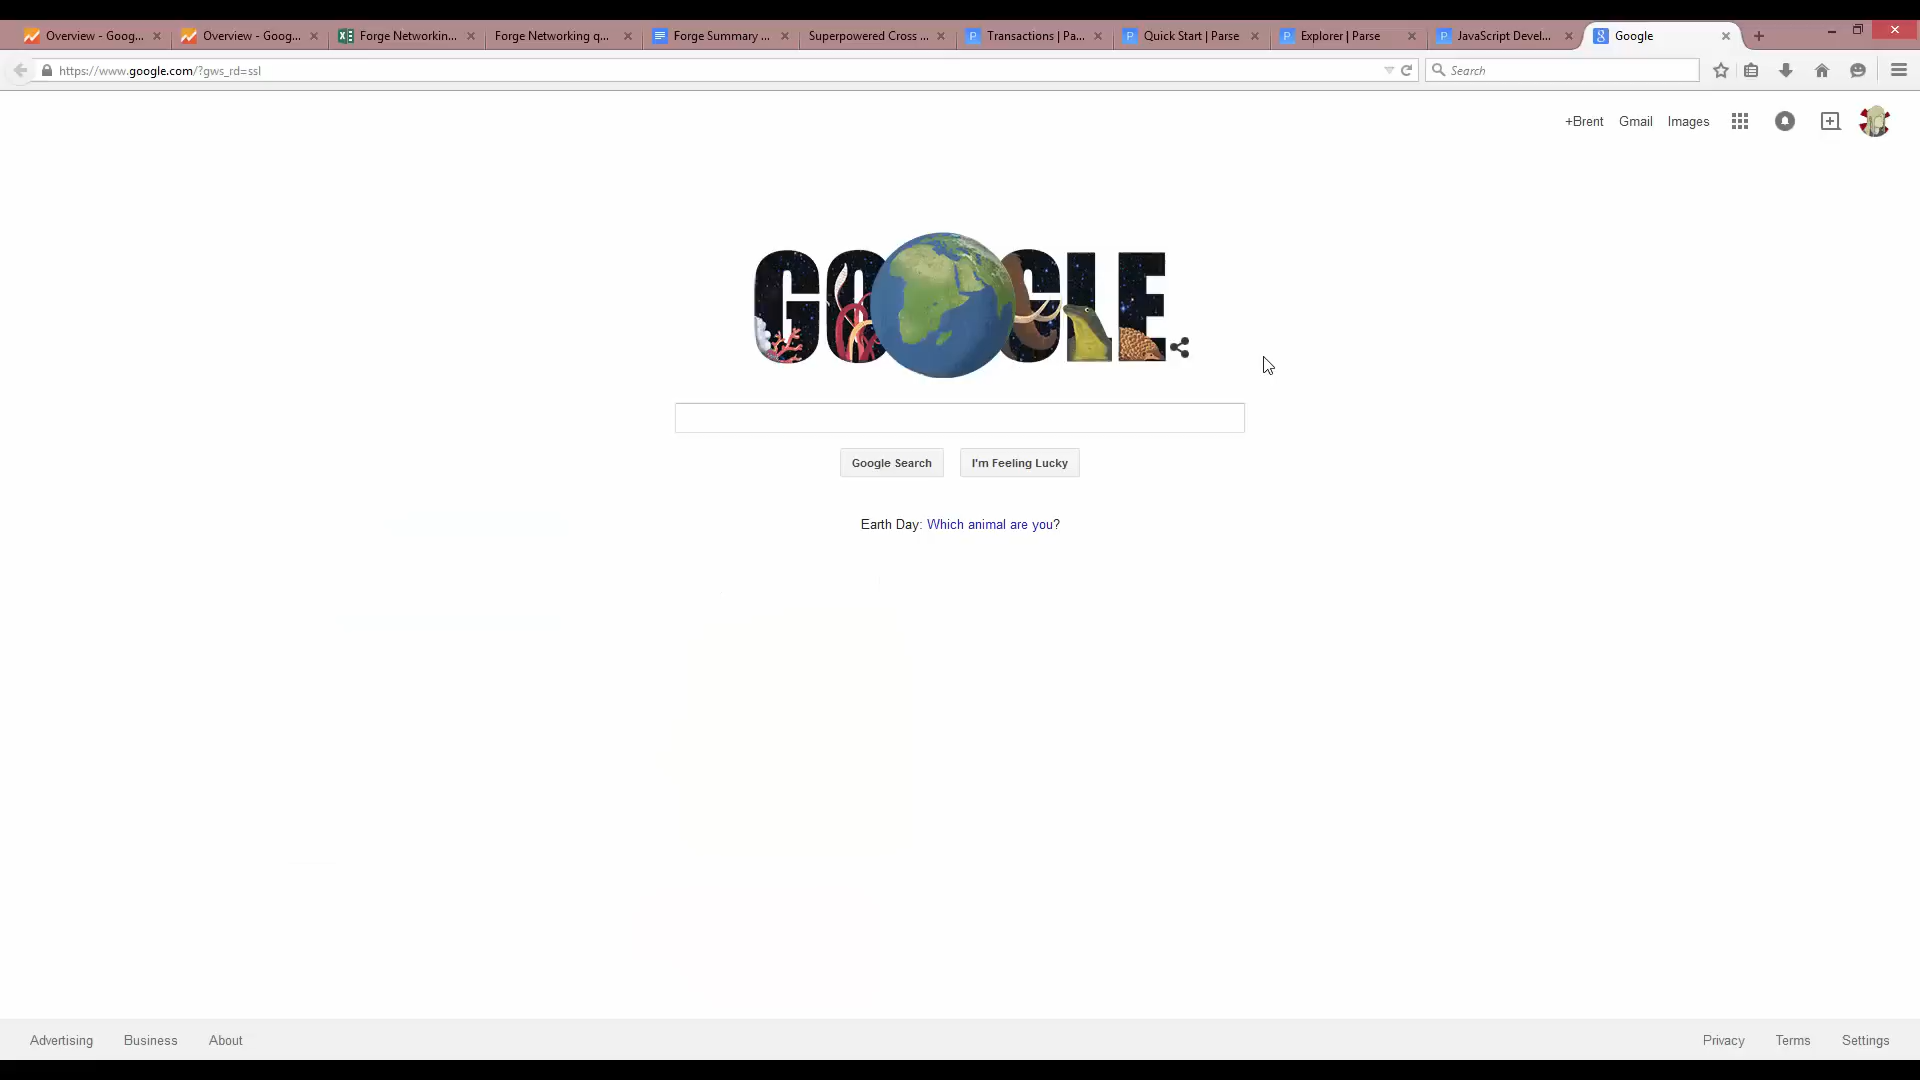 Overview - Goog...
Overview - Goog...
Forge Networkin...
Forge Networking q...
Forge Summary ...
Superpowered Cross ...
Transactions | Pa...
Quick Start | Parse
Explorer | Parse
JavaScript Devel...
Google
https://www.google.com/?gws_rd=ssl
Search
+Brent
Gmail
Images
GOOGLE
Google Search
I'm Feeling Lucky
Earth Day: Which animal are you?
Advertising
Business
About
Privacy
Terms
Settings